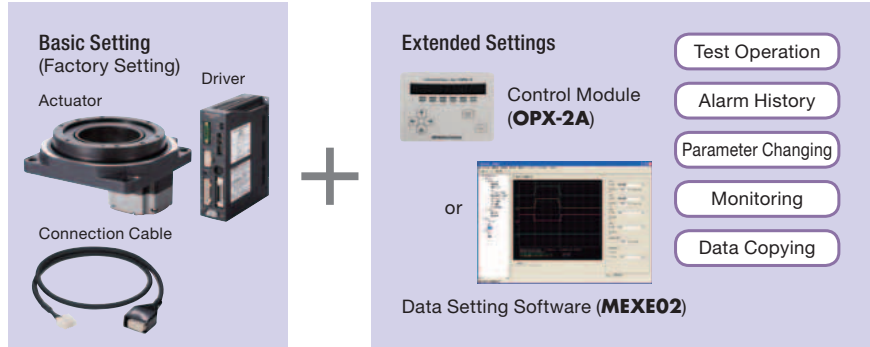 Basic Setting
(Factory Setting)
Actuator
Driver
Connection Cable
Extended Settings
Control Module
(OPX-2A)
or
Data Setting Software (MEXE02)
Test Operation
Alarm History
Parameter Changing
Monitoring
Data Copying